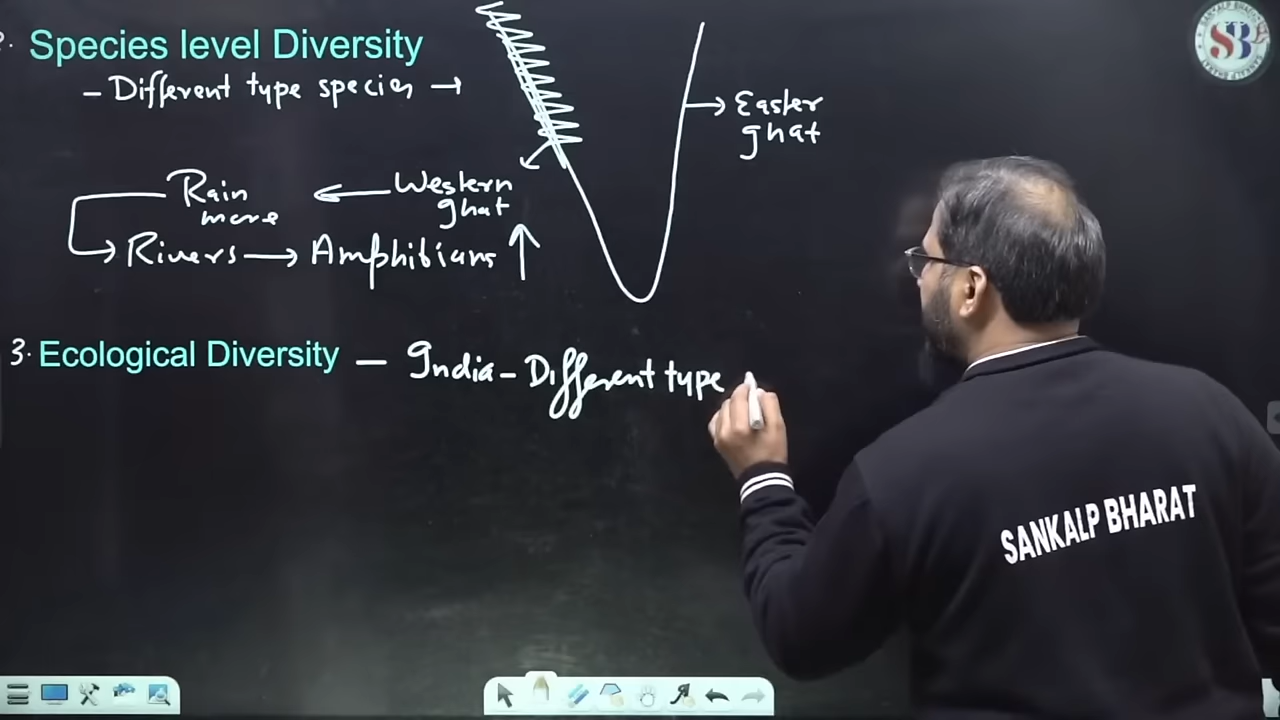 Species level Diversity
- Different type species →
Easter
ghat
Rain ← Western
more ghat
Rivers → Amphibians ↑
3. Ecological Diversity - India - Different type
SANKALP BHARAT
SB